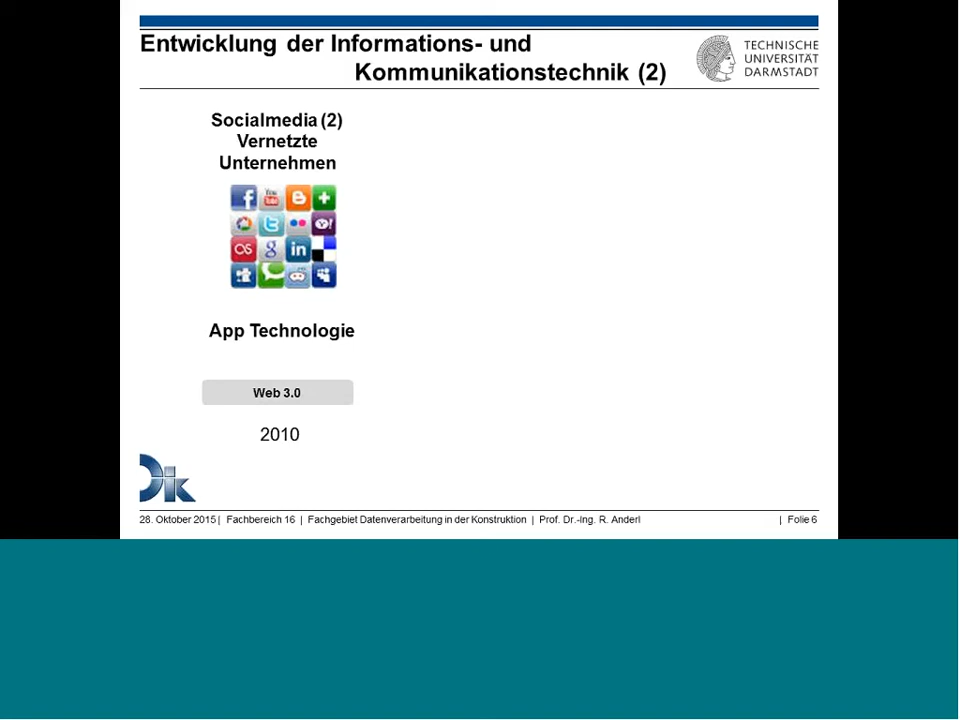 Entwicklung der Informations- und
Kommunikationstechnik (2)
TECHNISCHE
UNIVERSITÄT
DARMSTADT
Socialmedia (2)
Vernetzte
Unternehmen
App Technologie
Web 3.0
2010
Dik
28. Oktober 2015 | Fachbereich 16 | Fachgebiet Datenverarbeitung in der Konstruktion | Prof. Dr.-Ing. R. Anderl | Folie 6